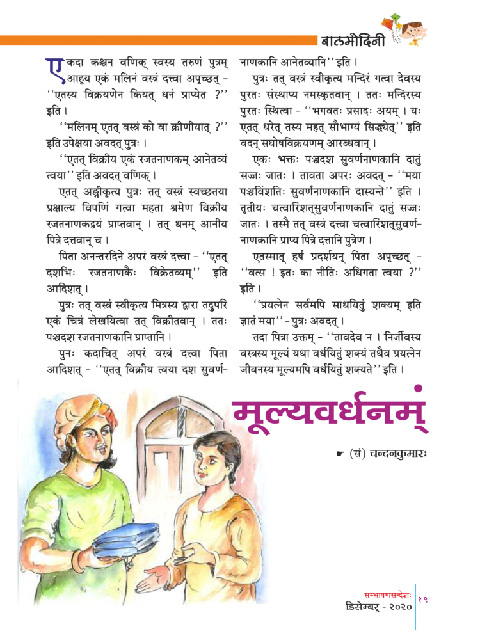 बालमोदिनी
एकदा कश्चन वणिक् स्वस्य तरुणं पुत्रम्
आहूय एकं मलिनं वस्त्रं दत्त्वा अपृच्छत् –
''एतस्य विक्रयणेन कियत् धनं प्राप्येत ?''
इति ।
''मलिनम् एतत् वस्त्रं को वा क्रीणीयात् ?''
इति उपेक्षया अवदत् पुत्रः ।
''एतत् विक्रीय एकं रजतनाणकम् आनेतव्यं
त्वया'' इति अवदत् वणिक् ।
एतत् अङ्गीकृत्य पुत्रः तत् वस्त्रं स्वच्छतया
प्रक्षाल्य विपणिं गत्वा महता श्रमेण विक्रीय
रजतनाणकद्वयं प्राप्तवान् । तत् धनम् आनीय
पित्रे दत्तवान् च ।
पिता अनन्तरदिने अपरं वस्त्रं दत्त्वा – ''एतत्
दशभिः रजतनाणकैः विक्रेतव्यम्'' इति
आदिशत् ।
पुत्रः तत् वस्त्रं स्वीकृत्य मित्रस्य द्वारा तदुपरि
एकं चित्रं लेखयित्वा तत् विक्रीतवान् । ततः
पञ्चदश रजतनाणकानि प्राप्तानि ।
पुनः कदाचित् अपरं वस्त्रं दत्त्वा पिता
आदिशत् – ''एतत् विक्रीय त्वया दश सुवर्ण-
नाणकानि आनेतव्यानि'' इति ।
पुत्रः तत् वस्त्रं स्वीकृत्य मन्दिरं गत्वा देवस्य
पुरतः संस्थाप्य नमस्कृतवान् । ततः मन्दिरस्य
पुरतः स्थित्वा – ''भगवतः प्रसादः अयम् । यः
एतत् धरेत् तस्य महत् सौभाग्यं सिद्ध्येत्'' इति
वदन् सघोषविक्रयणम् आरब्धवान् ।
एकः भक्तः पञ्चदश सुवर्णनाणकानि दातुं
सज्जः जातः । तावता अपरः अवदत् – ''मया
पञ्चविंशतिः सुवर्णनाणकानि दास्यन्ते'' इति ।
तृतीयः चत्वारिंशत्सुवर्णनाणकानि दातुं सज्जः
जातः । तस्मै तत् वस्त्रं दत्त्वा चत्वारिंशत्सुवर्ण-
नाणकानि प्राप्य पित्रे दत्तानि पुत्रेण ।
एतस्मात् हर्षं प्रदर्शयन् पिता अपृच्छत् –
''वत्स ! इतः का नीतिः अधिगता त्वया ?''
इति ।
''प्रयत्नेन सर्वमपि साधयितुं शक्यम् इति
ज्ञातं मया'' – पुत्रः अवदत् ।
तदा पित्रा उक्तम् – ''तावदेव न । निर्जीवस्य
वस्त्रस्य मूल्यं यथा वर्धयितुं शक्यं तथैव प्रयत्नेन
जीवनस्य मूल्यमपि वर्धयितुं शक्यते'' इति ।
मूल्यवर्धनम्
☛ (चं) चन्दनकुमारः
सम्भाषणसन्देशः
डिसेम्बर् - २०२०
१९